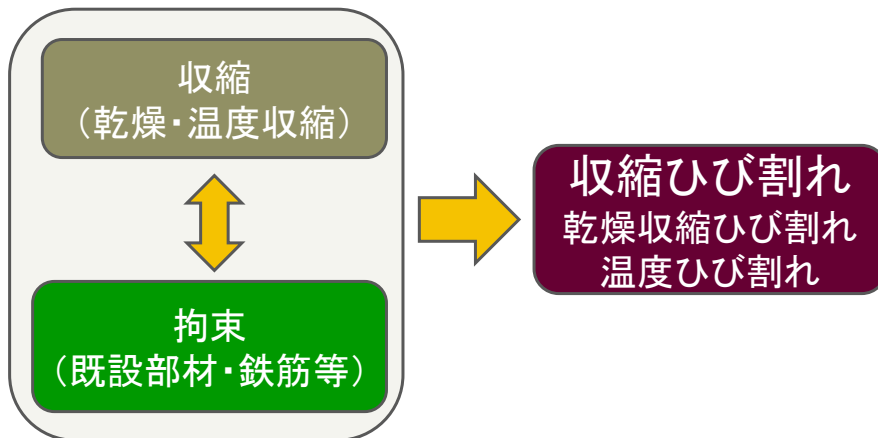 収縮
（乾燥・温度収縮）
拘束
（既設部材・鉄筋等）
収縮ひび割れ
乾燥収縮ひび割れ
温度ひび割れ